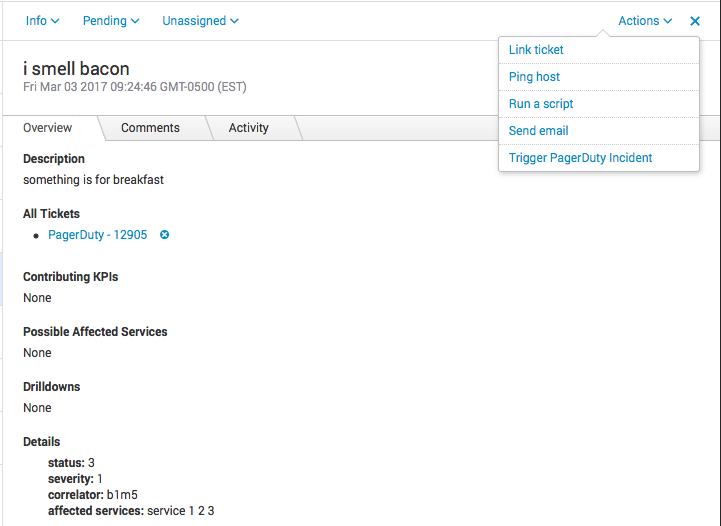 Info Pending Unassigned Actions
i smell bacon
Fri Mar 03 2017 09:24:46 GMT-0500 (EST)
Link ticket
Ping host
Run a script
Send email
Trigger PagerDuty Incident
Overview Comments Activity
Description
something is for breakfast
All Tickets
PagerDuty - 12905
Contributing KPIs
None
Possible Affected Services
None
Drilldowns
None
Details
status: 3
severity: 1
correlator: b1m5
affected services: service 1 2 3